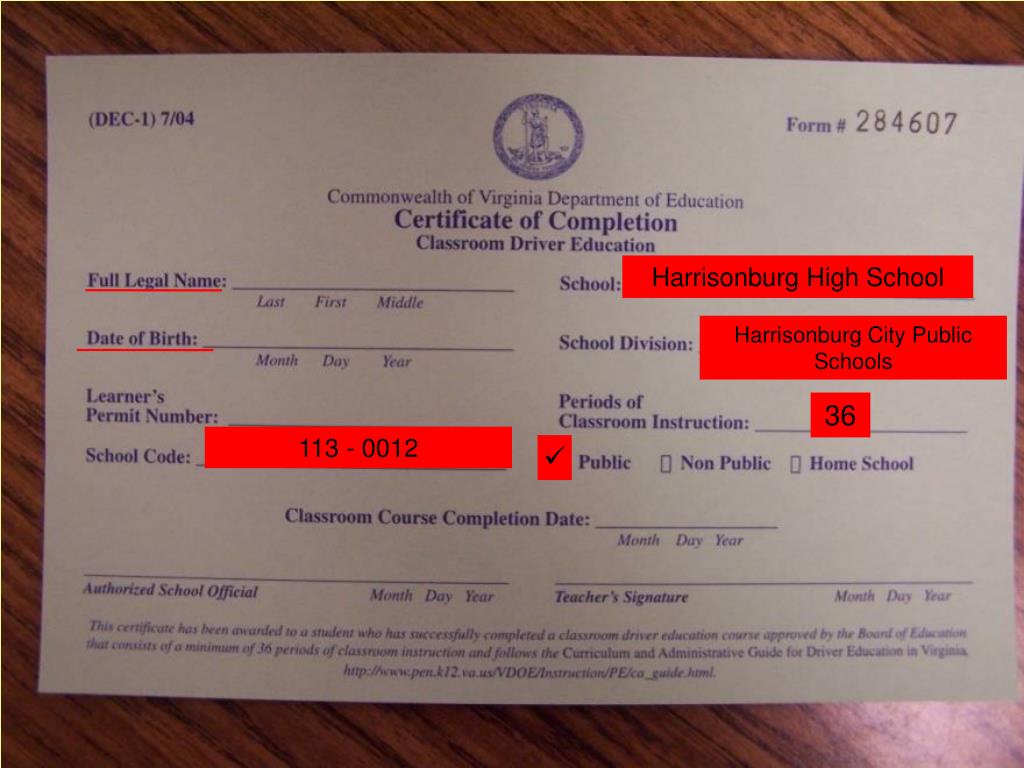 (DEC-1) 7/04
Form # 284607
Commonwealth of Virginia Department of Education
Certificate of Completion
Classroom Driver Education
Full Legal Name:
Last First Middle
School: Harrisonburg High School
Date of Birth:
Month Day Year
School Division: Harrisonburg City Public
Schools
Learner's
Permit Number:
Periods of
Classroom Instruction: 36
School Code: 113 - 0012
✓ Public Non Public Home School
Classroom Course Completion Date:
Month Day Year
Authorized School Official Month Day Year
Teacher's Signature Month Day Year
This certificate has been awarded to a student who has successfully completed a classroom driver education course approved by the Board of Education
that consists of a minimum of 36 periods of classroom instruction and follows the Curriculum and Administrative Guide for Driver Education in Virginia,
http://www.pen.k12.va.us/VDOE/Instruction/PE/ca_guide.html.